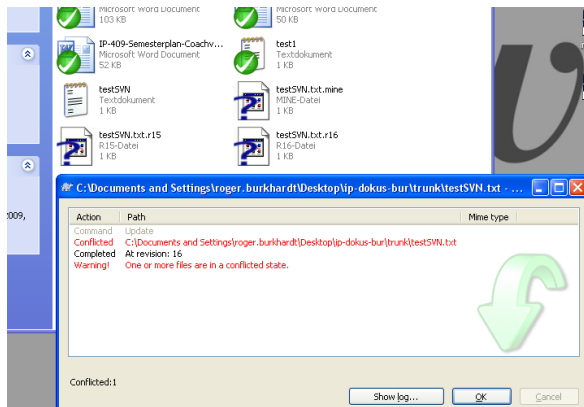 Microsoft Word Document
103 KB
Microsoft Word Document
50 KB
IP-409-Semesterplan-Coachv...
Microsoft Word Document
52 KB
test1
Textdokument
1 KB
testSVN
Textdokument
1 KB
testSVN.txt.mine
MINE-Datei
1 KB
testSVN.txt.r15
R15-Datei
1 KB
testSVN.txt.r16
R16-Datei
1 KB
2009,
C:\Documents and Settings\roger.burkhardt\Desktop\ip-dokus-bur\trunk\testSVN.txt - ...
Action Path Mime type
Command Update
Conflicted C:\Documents and Settings\roger.burkhardt\Desktop\ip-dokus-bur\trunk\testSVN.txt
Completed At revision: 16
Warning! One or more files are in a conflicted state.
Conflicted:1
Show log... OK Cancel